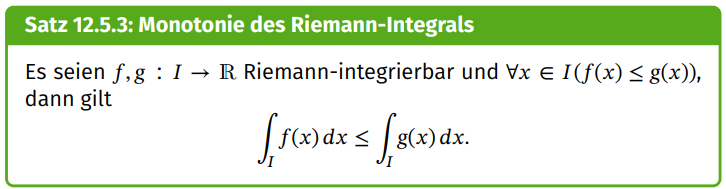 Satz 12.5.3: Monotonie des Riemann-Integrals
Es seien f, g : I → ℝ Riemann-integrierbar und ∀x ∈ I(f(x) ≤ g(x)),
dann gilt
∫_I f(x) dx ≤ ∫_I g(x) dx.